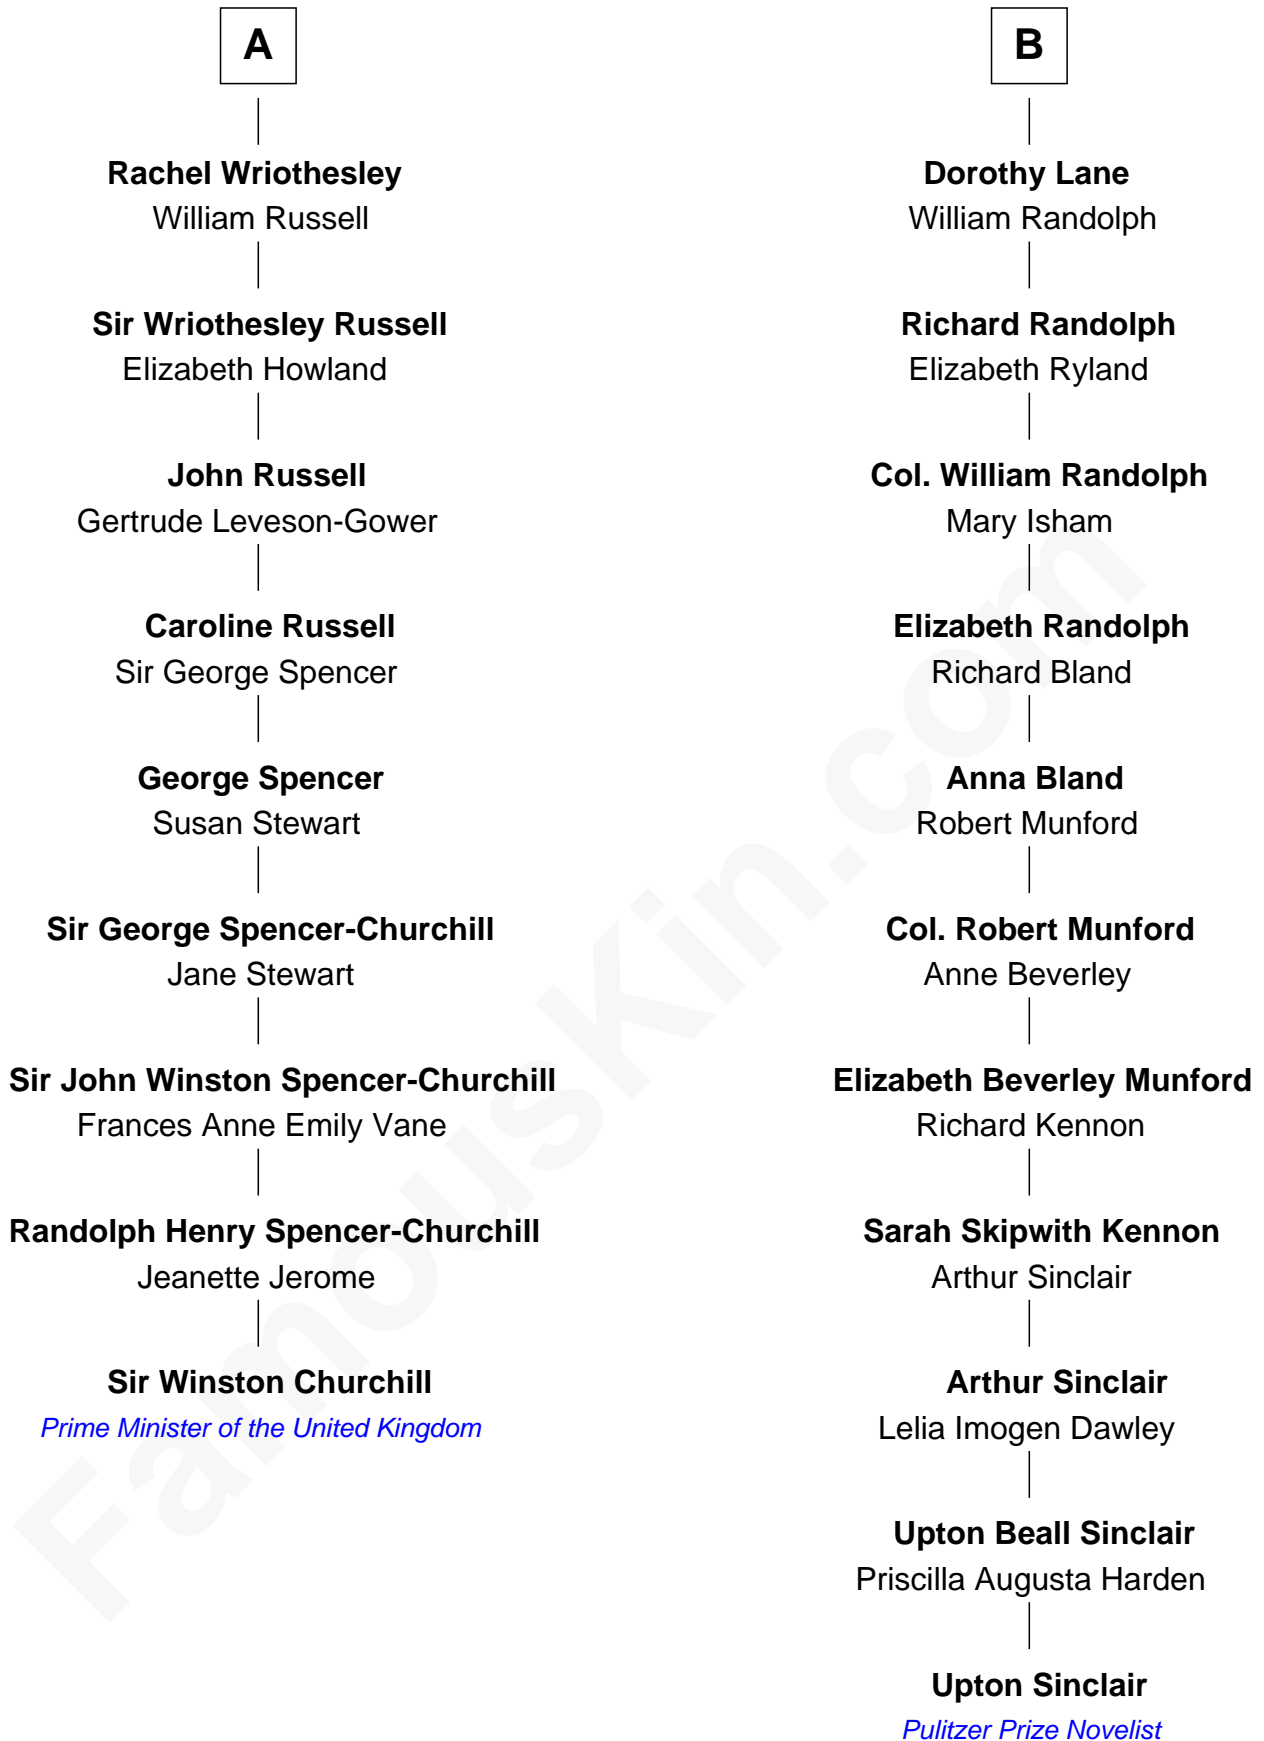 A
Rachel Wriothesley
William Russell
Sir Wriothesley Russell
Elizabeth Howland
John Russell
Gertrude Leveson-Gower
Caroline Russell
Sir George Spencer
George Spencer
Susan Stewart
Sir George Spencer-Churchill
Jane Stewart
Sir John Winston Spencer-Churchill
Frances Anne Emily Vane
Randolph Henry Spencer-Churchill
Jeanette Jerome
Sir Winston Churchill
Prime Minister of the United Kingdom
B
Dorothy Lane
William Randolph
Richard Randolph
Elizabeth Ryland
Col. William Randolph
Mary Isham
Elizabeth Randolph
Richard Bland
Anna Bland
Robert Munford
Col. Robert Munford
Anne Beverley
Elizabeth Beverley Munford
Richard Kennon
Sarah Skipwith Kennon
Arthur Sinclair
Arthur Sinclair
Lelia Imogen Dawley
Upton Beall Sinclair
Priscilla Augusta Harden
Upton Sinclair
Pulitzer Prize Novelist
FamousKin.com